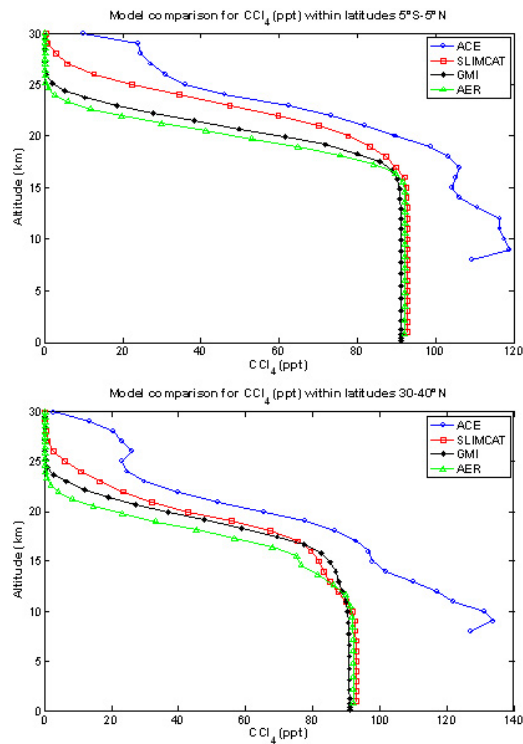 Model comparison for CCl4 (ppt) within latitudes 5°S-5°N
30
25
20
15
10
5
0
Altitude (km)
ACE
SLIMCAT
GMI
AER
0 20 40 60 80 100 120
CCl4 (ppt)
Model comparison for CCl4 (ppt) within latitudes 30-40°N
30
25
20
15
10
5
0
Altitude (km)
ACE
SLIMCAT
GMI
AER
0 20 40 60 80 100 120 140
CCl4 (ppt)